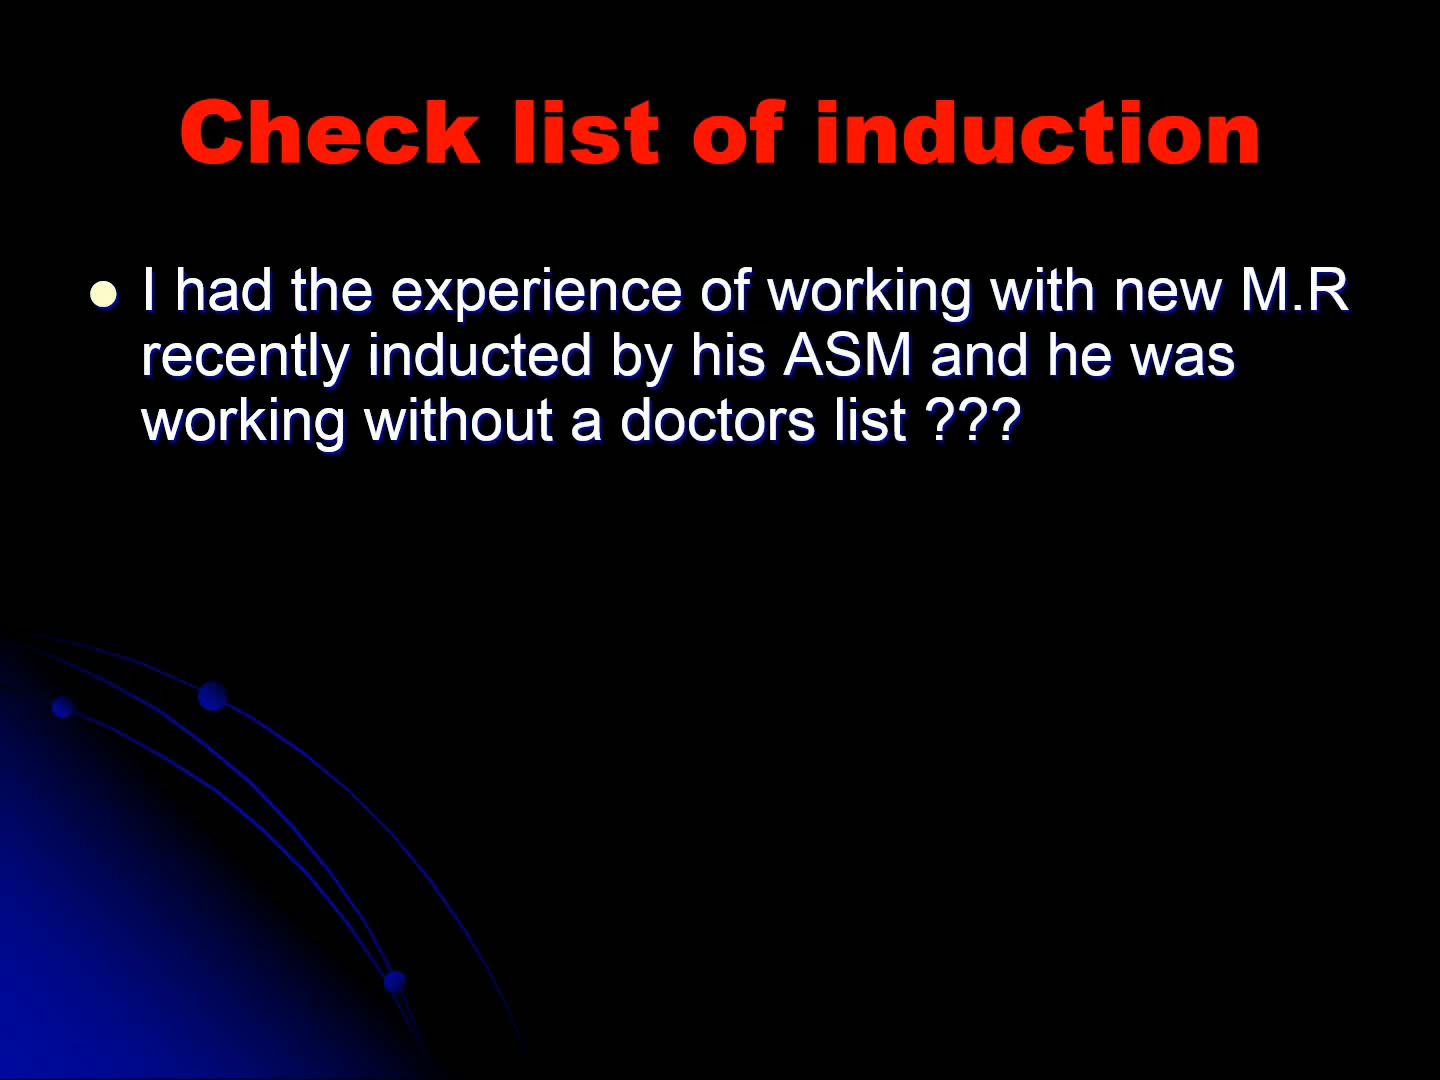 Check list of induction
I had the experience of working with new M.R
recently inducted by his ASM and he was
working without a doctors list ???